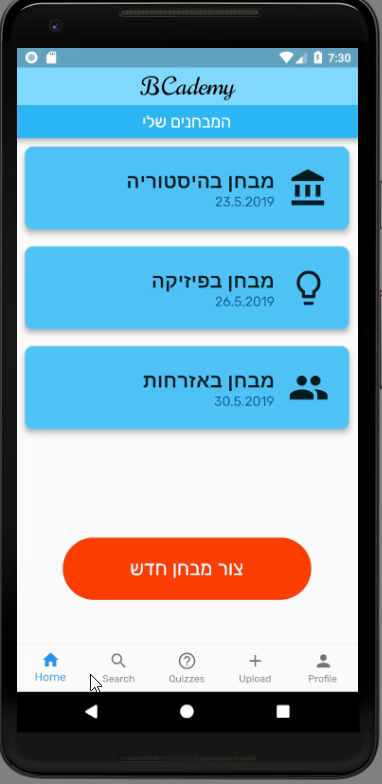 7:30
BCademy
המבחנים שלי
מבחן בהיסטוריה
23.5.2019
מבחן בפיזיקה
26.5.2019
מבחן באזרחות
30.5.2019
צור מבחן חדש
Home
Search
Quizzes
Upload
Profile